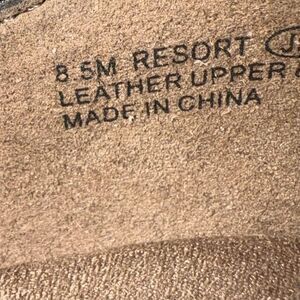 8.5M RESORT
LEATHER UPPER
MADE IN CHINA